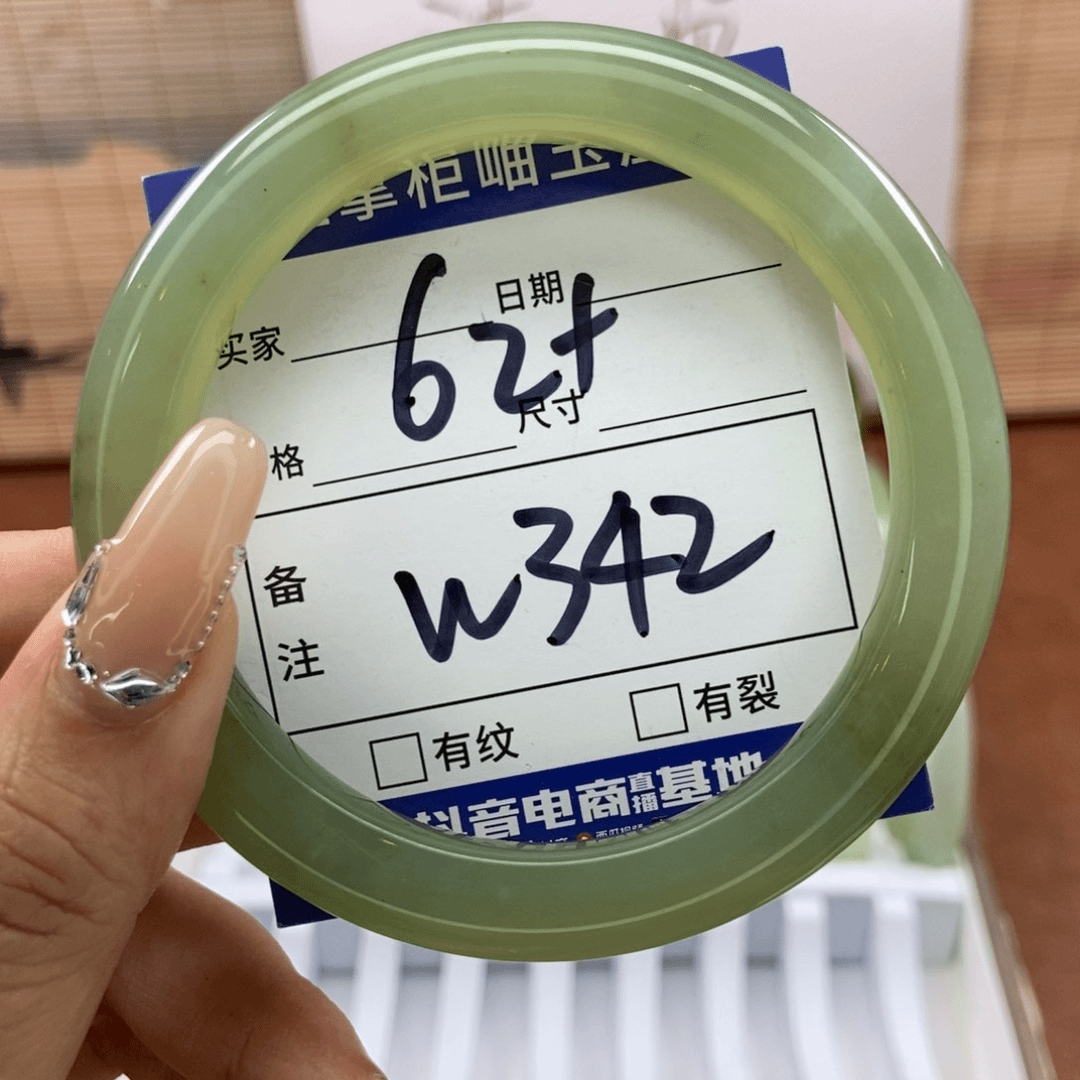 掌柜岫玉
日期
买家
62+
尺寸
格
备注
W342
有纹
有裂
抖音电商直播基地